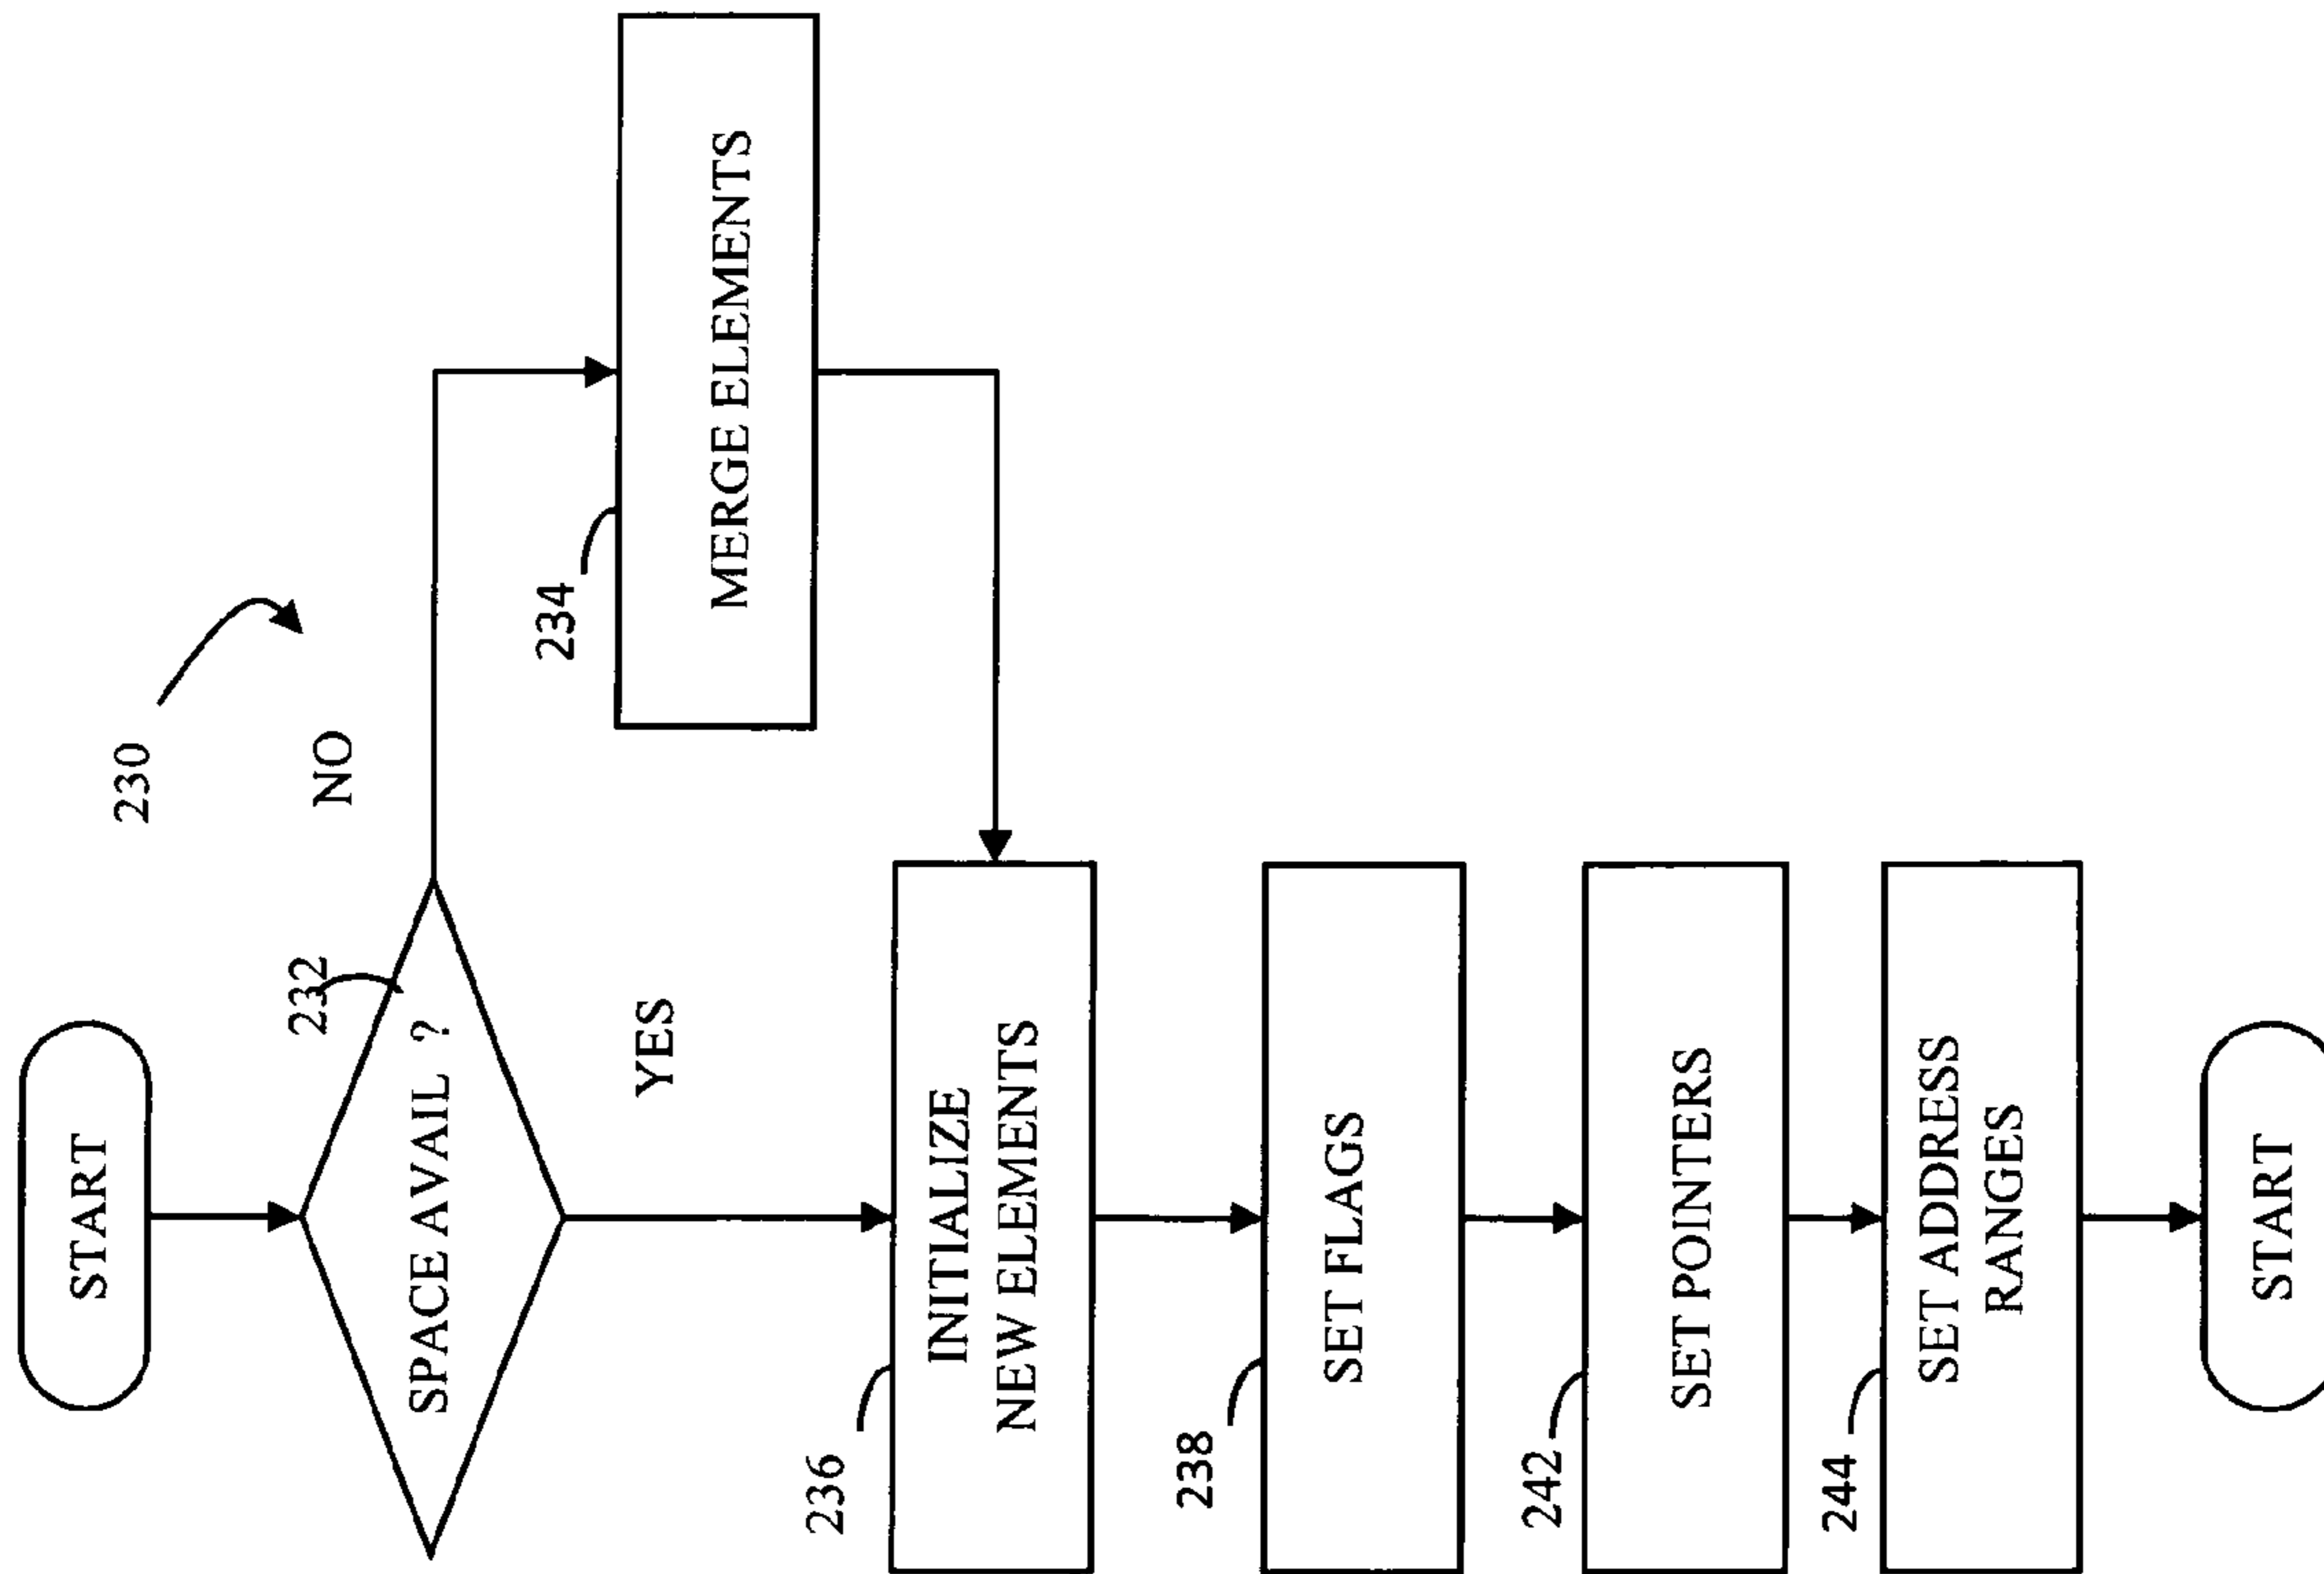 START
230
232
SPACE AVAIL ?
NO
YES
234
MERGE ELEMENTS
236
INITIALIZE
NEW ELEMENTS
238
SET FLAGS
242
SET POINTERS
244
SET ADDRESS
RANGES
START